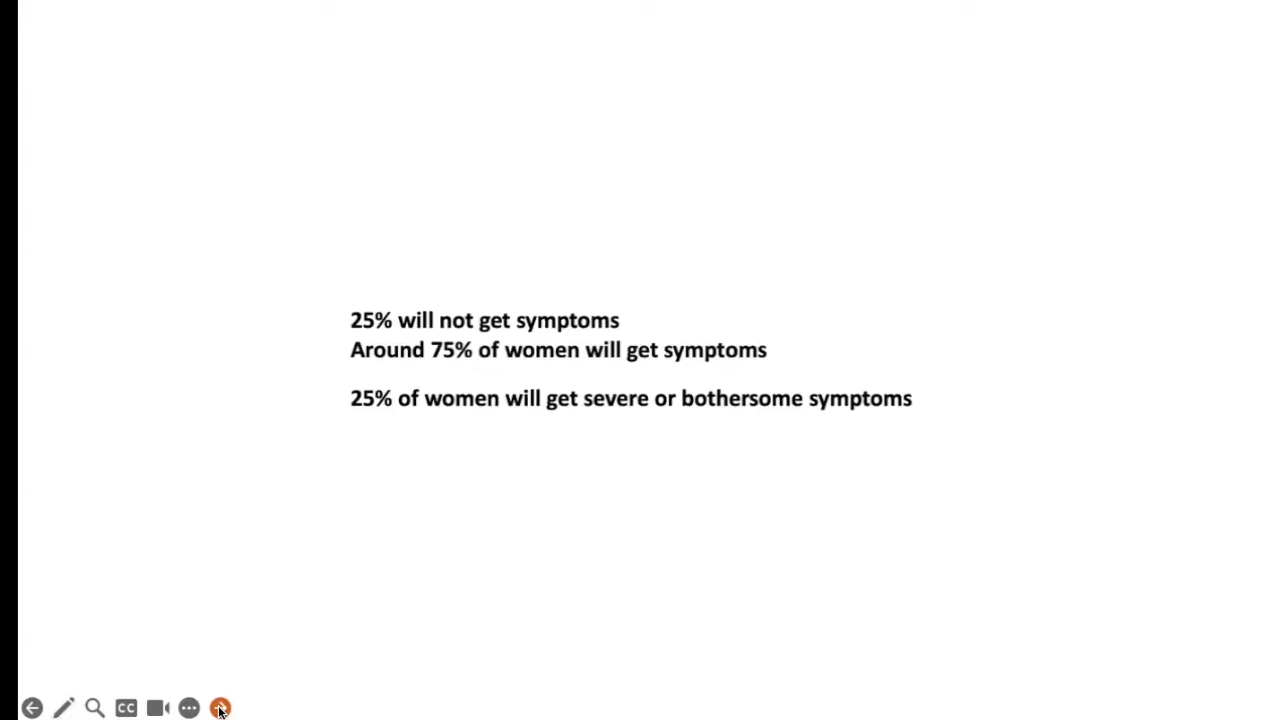 25% will not get symptoms
Around 75% of women will get symptoms
25% of women will get severe or bothersome symptoms
CC